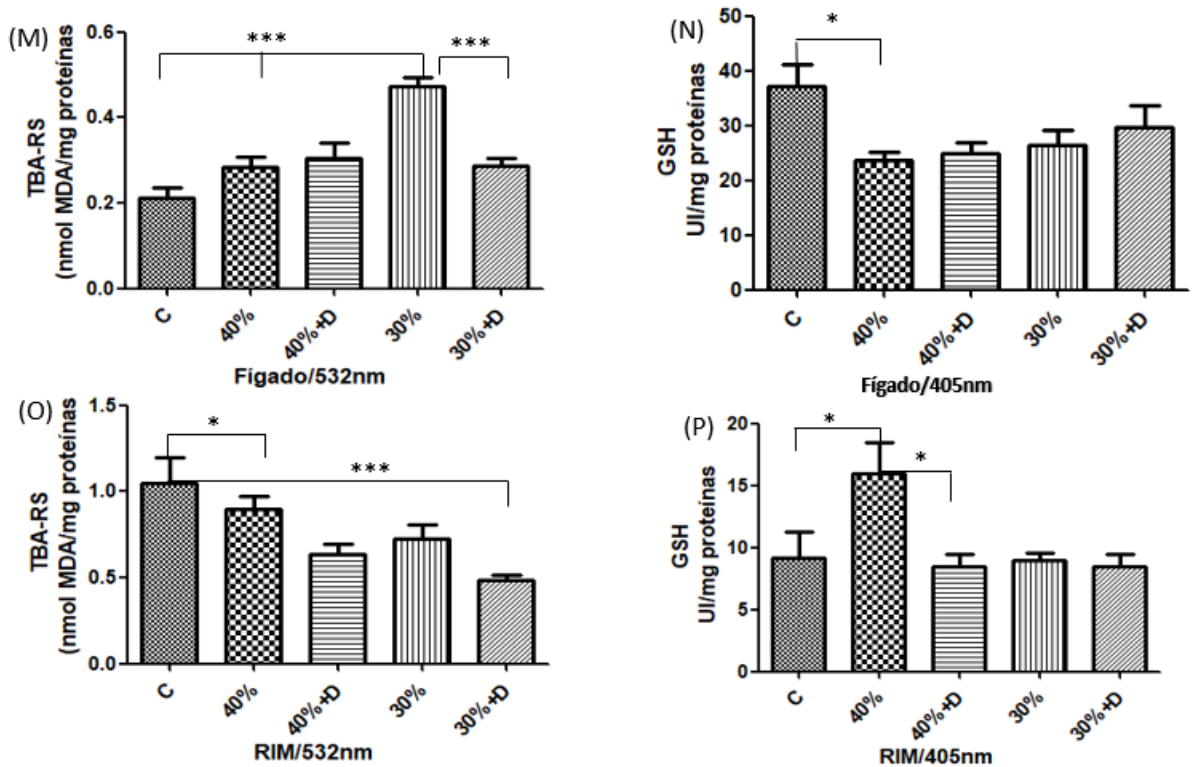 (M)
TBA-RS
(nmol MDA/mg proteínas)
0.6
0.4
0.2
0.0
***
***
C
40%
40%+D
30%
30%+D
Fígado/532nm
(N)
GSH
UI/mg proteínas
50
40
30
20
10
0
*
C
40%
40%+D
30%
30%+D
Fígado/405nm
(O)
TBA-RS
(nmol MDA/mg proteínas)
1.5
1.0
0.5
0.0
*
***
C
40%
40%+D
30%
30%+D
RIM/532nm
(P)
GSH
UI/mg proteínas
20
15
10
5
0
*
*
C
40%
40%+D
30%
30%+D
RIM/405nm